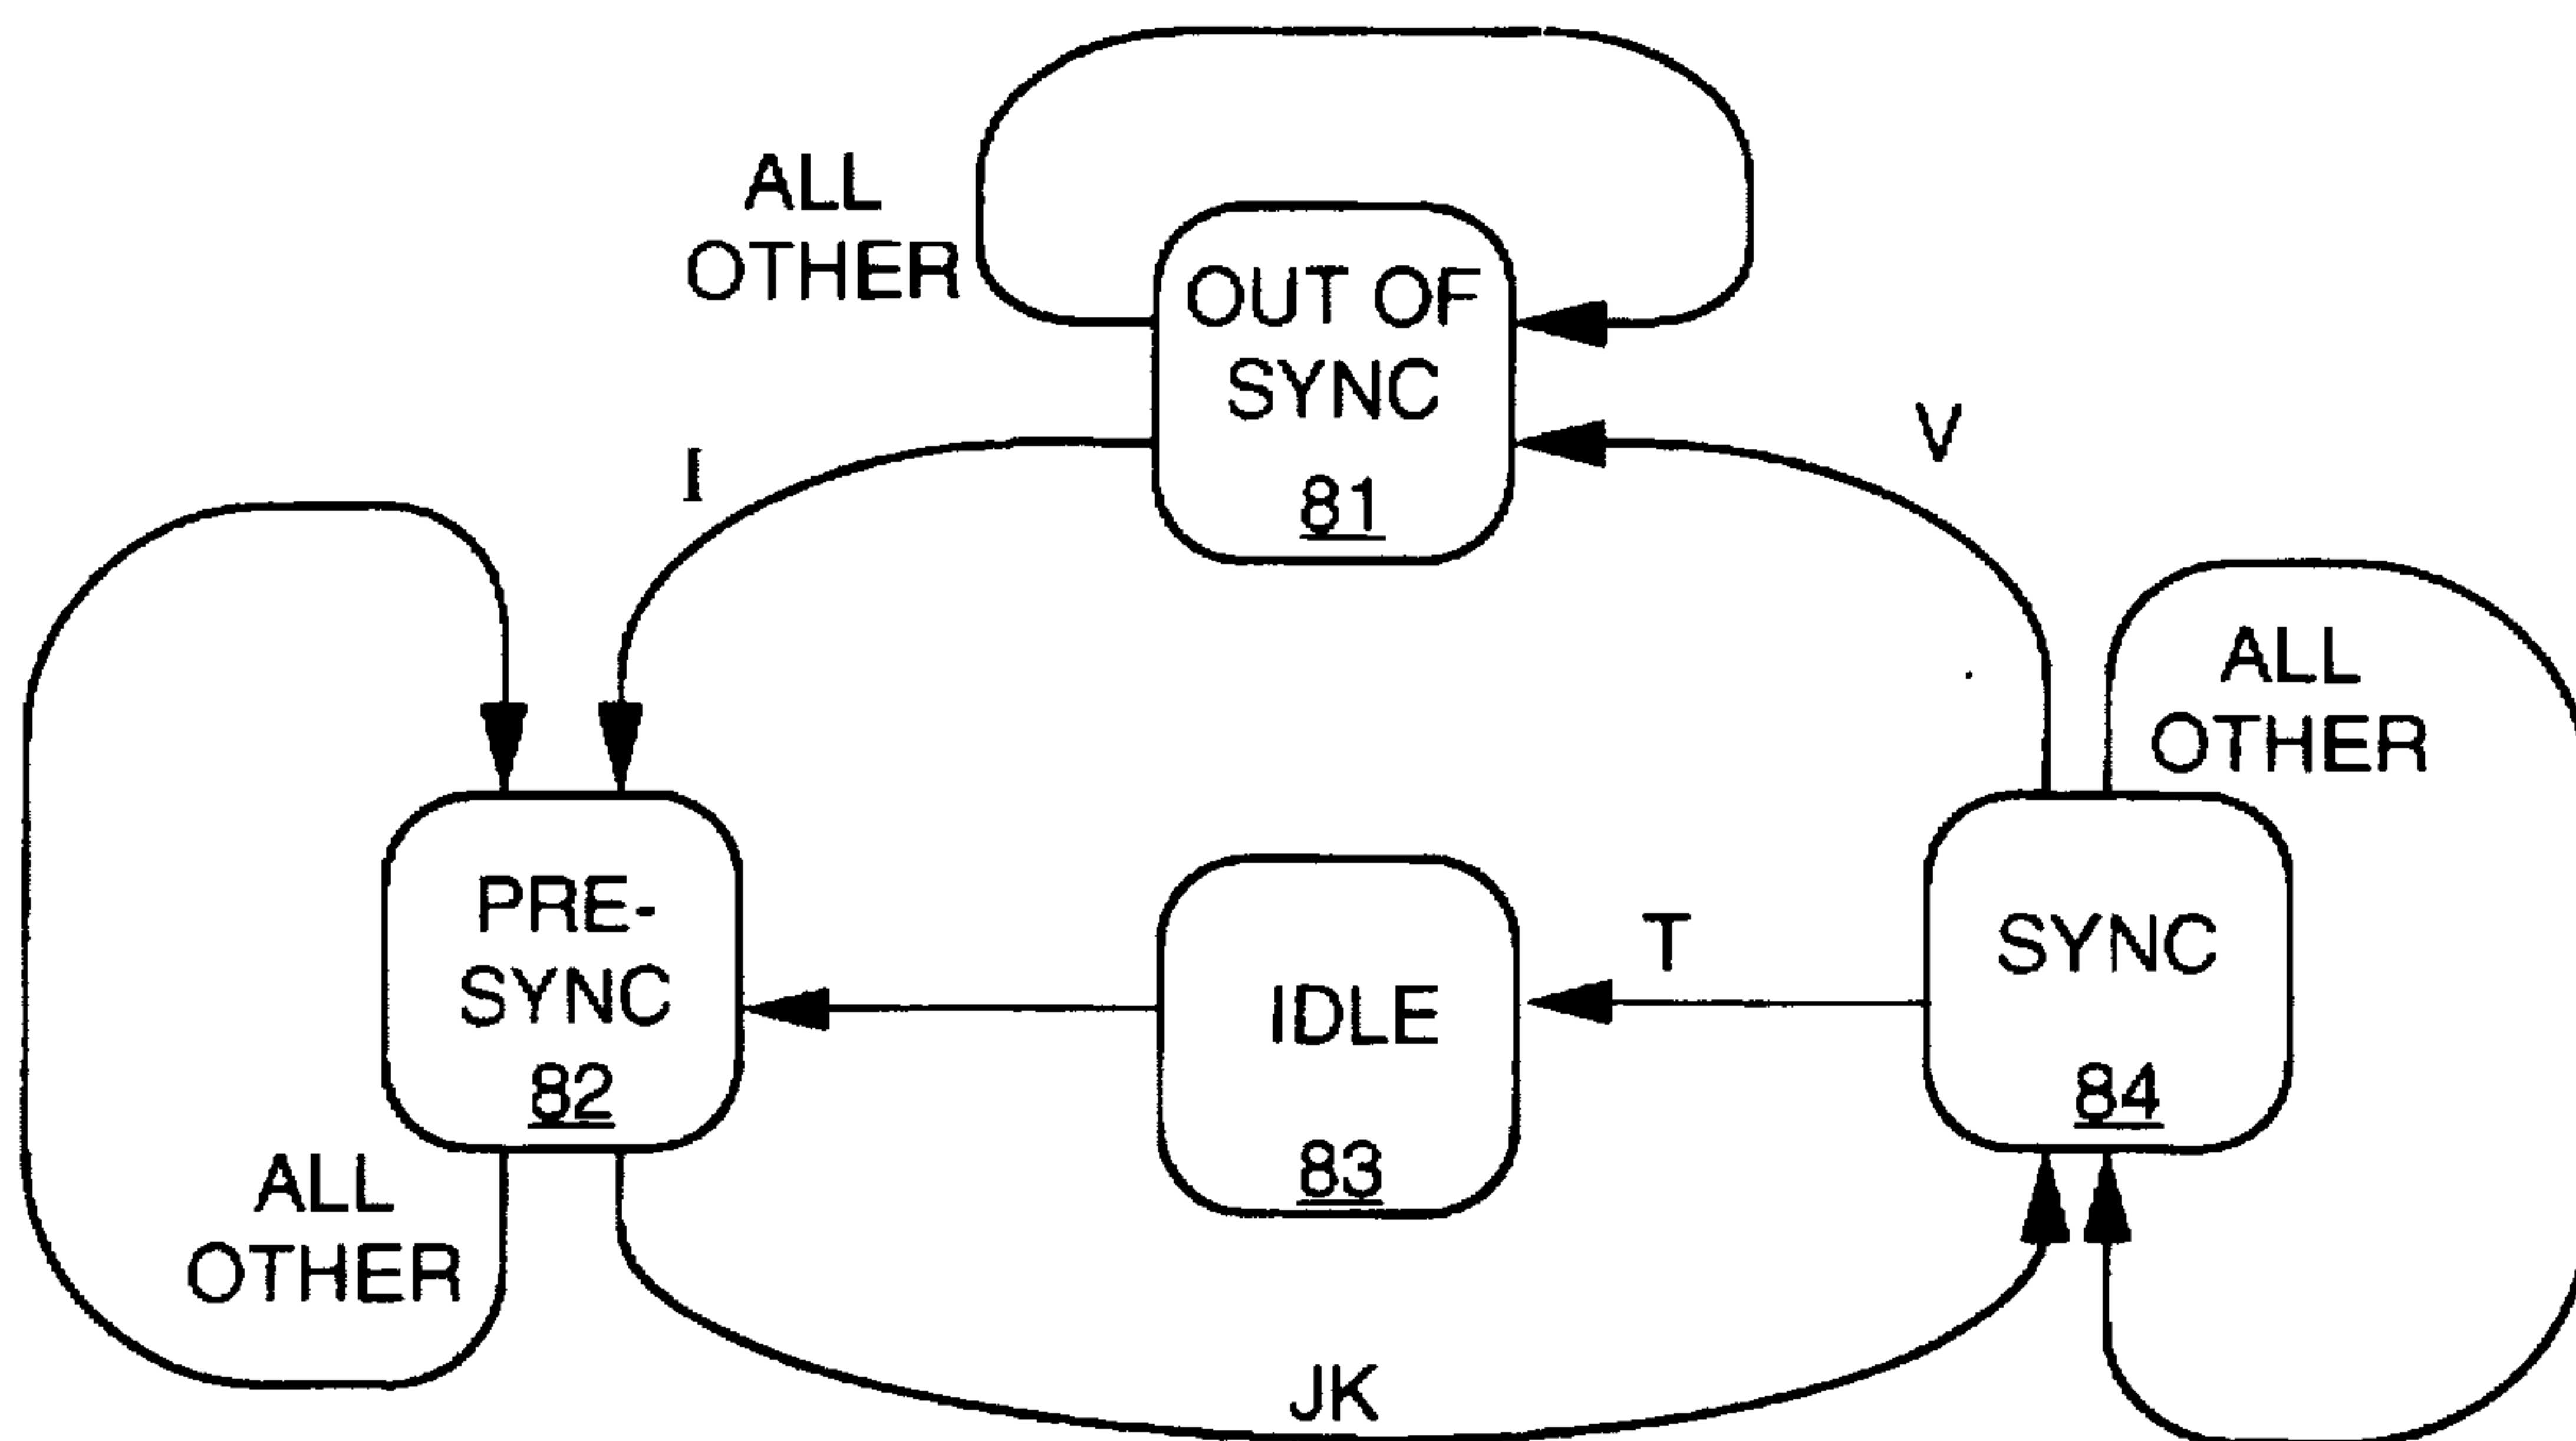 ALL
OTHER
OUT OF
SYNC
81
I
V
ALL
OTHER
PRE-
SYNC
82
IDLE
83
T
SYNC
84
ALL
OTHER
JK